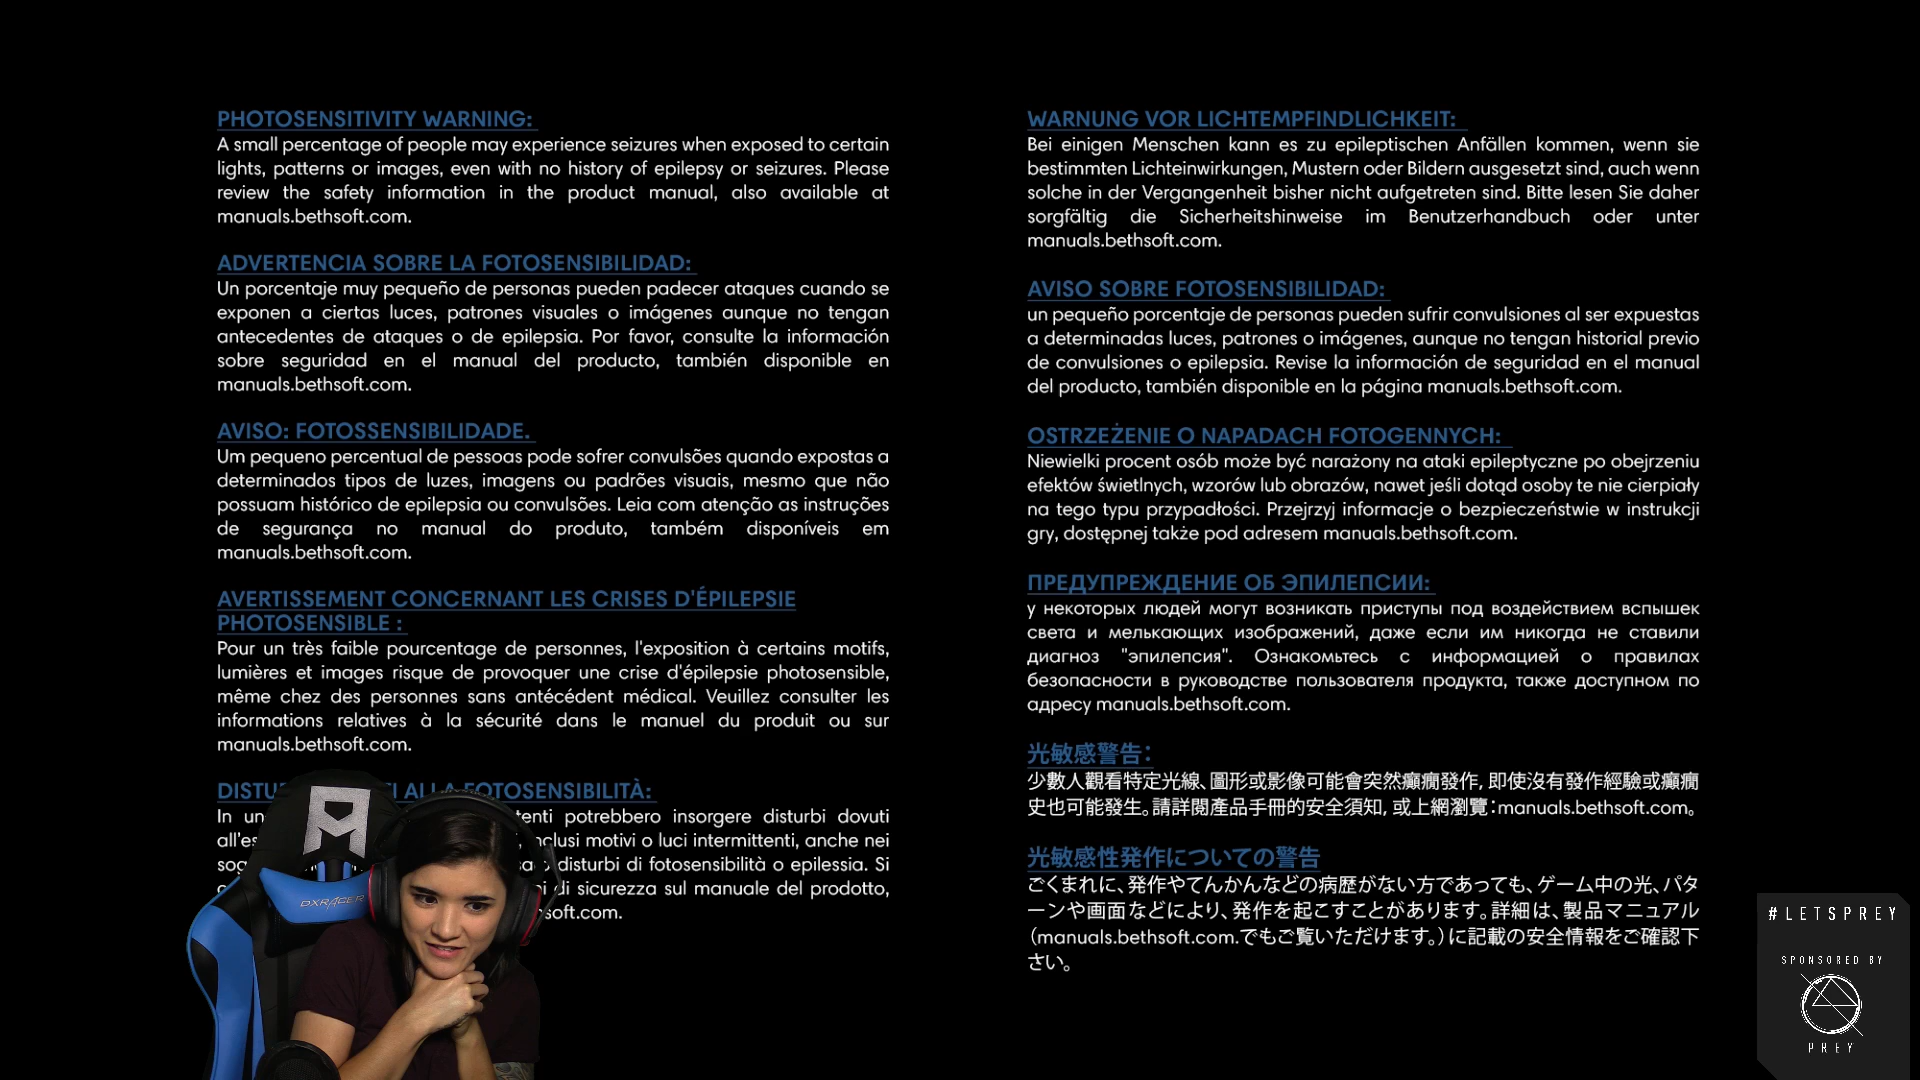 PHOTOSENSITIVITY WARNING:
A small percentage of people may experience seizures when exposed to certain
lights, patterns or images, even with no history of epilepsy or seizures. Please
review the safety information in the product manual, also available at
manuals.bethsoft.com.
ADVERTENCIA SOBRE LA FOTOSENSIBILIDAD:
Un porcentaje muy pequeño de personas pueden padecer ataques cuando se
exponen a ciertas luces, patrones visuales o imágenes aunque no tengan
antecedentes de ataques o de epilepsia. Por favor, consulte la información
sobre seguridad en el manual del producto, también disponible en
manuals.bethsoft.com.
AVISO: FOTOSSENSIBILIDADE.
Um pequeno percentual de pessoas pode sofrer convulsões quando expostas a
determinados tipos de luzes, imagens ou padrões visuais, mesmo que não
possuam histórico de epilepsia ou convulsões. Leia com atenção as instruções
de segurança no manual do produto, também disponíveis em
manuals.bethsoft.com.
AVERTISSEMENT CONCERNANT LES CRISES D'ÉPILEPSIE
PHOTOSENSIBLE :
Pour un très faible pourcentage de personnes, l'exposition à certains motifs,
lumières et images risque de provoquer une crise d'épilepsie photosensible,
même chez des personnes sans antécédent médical. Veuillez consulter les
informations relatives à la sécurité dans le manuel du produit ou sur
manuals.bethsoft.com.
ALLA FOTOSENSIBILITÀ:
In potrebbero insorgere disturbi dovuti
motivi o luci intermittenti, anche nei
disturbi di fotosensibilità o epilessia. Si
di sicurezza sul manuale del prodotto,
DXRACER
WARNUNG VOR LICHTEMPFINDLICHKEIT:
Bei einigen Menschen kann es zu epileptischen Anfällen kommen, wenn sie
bestimmten Lichteinwirkungen, Mustern oder Bildern ausgesetzt sind, auch wenn
solche in der Vergangenheit bisher nicht aufgetreten sind. Bitte lesen Sie daher
sorgfältig die Sicherheitshinweise im Benutzerhandbuch oder unter
manuals.bethsoft.com.
AVISO SOBRE FOTOSENSIBILIDAD:
un pequeño porcentaje de personas pueden sufrir convulsiones al ser expuestas
a determinadas luces, patrones o imágenes, aunque no tengan historial previo
de convulsiones o epilepsia. Revise la información de seguridad en el manual
del producto, también disponible en la página manuals.bethsoft.com.
OSTRZEŻENIE O NAPADACH FOTOGENNYCH:
Niewielki procent osób może być narażony na ataki epileptyczne po obejrzeniu
efektów świetlnych, wzorów lub obrazów, nawet jeśli dotąd osoby te nie cierpiały
na tego typu przypadłości. Przejrzyj informacje o bezpieczeństwie w instrukcji
gry, dostępnej także pod adresem manuals.bethsoft.com.
ПРЕДУПРЕЖДЕНИЕ ОБ ЭПИЛЕПСИИ:
у некоторых людей могут возникать приступы под воздействием вспышек
света и мелькающих изображений, даже если им никогда не ставили
диагноз "эпилепсия". Ознакомьтесь с информацией о правилах
безопасности в руководстве пользователя продукта, также доступном по
адресу manuals.bethsoft.com.
光敏感警告：
少數人觀看特定光線、圖形或影像可能會突然癲癇發作, 即使沒有發作經驗或癲癇
史也可能發生。請詳閱產品手冊的安全須知, 或上網瀏覽：manuals.bethsoft.com。
光敏感性発作についての警告
ごくまれに、発作やてんかんなどの病歴がない方であっても、ゲーム中の光、パタ
ーンや画面などにより、発作を起こすことがあります。詳細は、製品マニュアル
（manuals.bethsoft.com.でもご覧いただけます。）に記載の安全情報をご確認下
さい。
#LETSPREY
SPONSORED BY
PREY